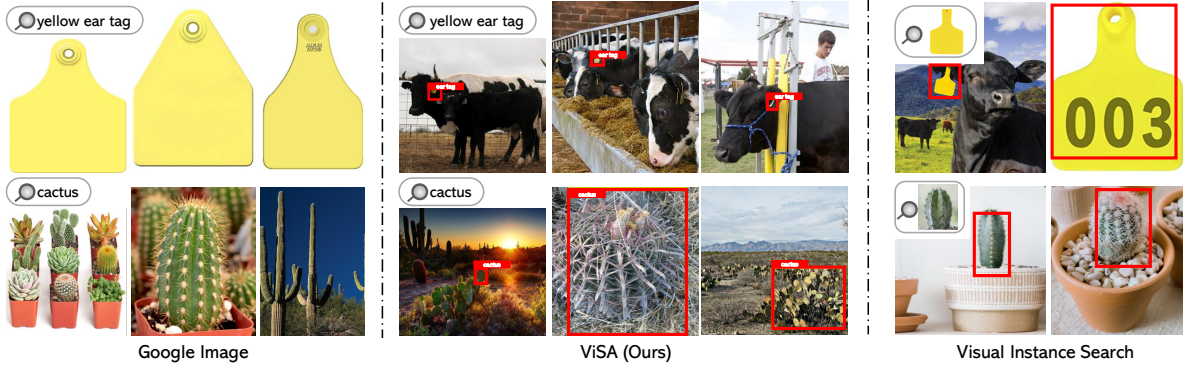 yellow ear tag
yellow ear tag
ear tag
ear tag
ear tag
003
cactus
cactus
cactus
cactus
cactus
Google Image
ViSA (Ours)
Visual Instance Search